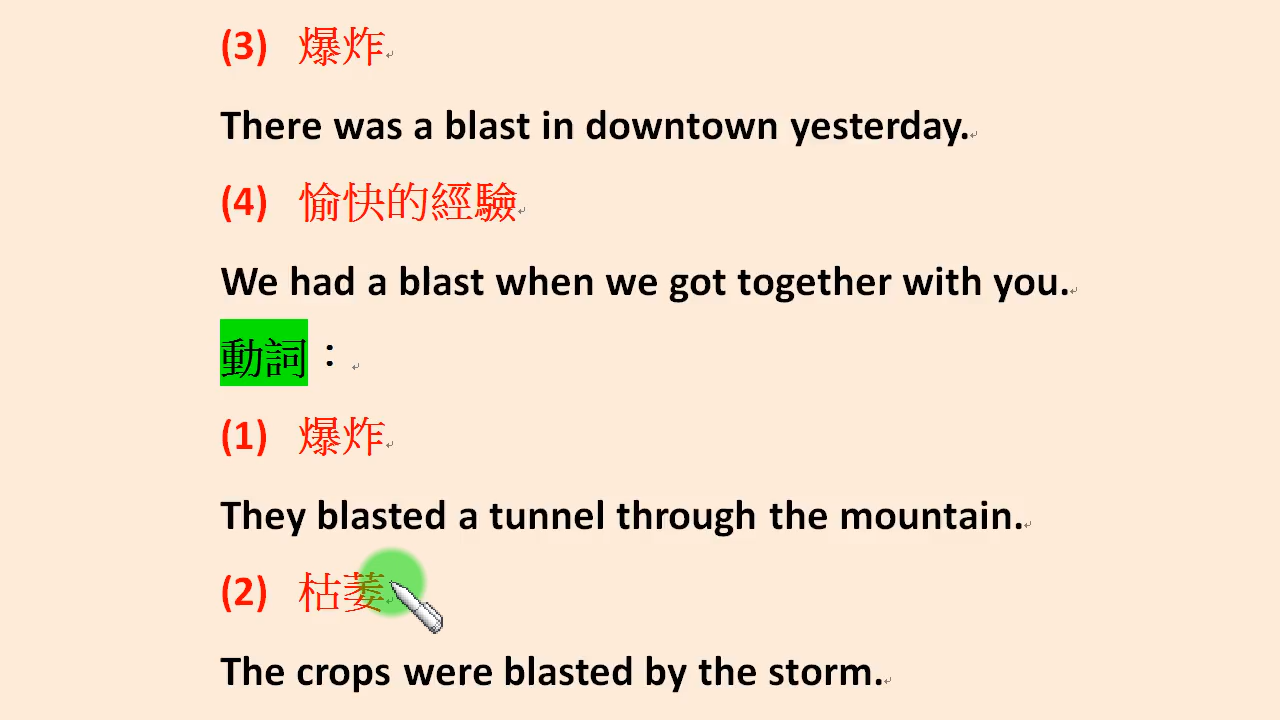 (3) 爆炸
There was a blast in downtown yesterday.
(4) 愉快的經驗
We had a blast when we got together with you.
動詞：
(1) 爆炸
They blasted a tunnel through the mountain.
(2) 枯萎
The crops were blasted by the storm.